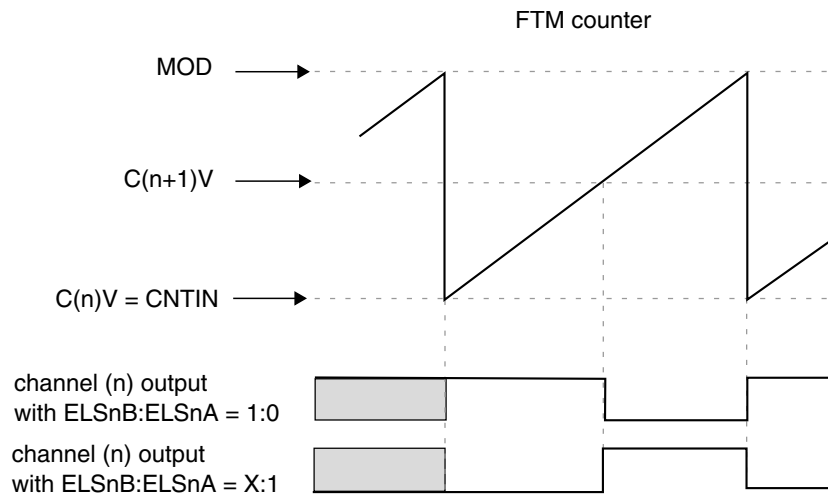 FTM counter
MOD
C(n+1)V
C(n)V = CNTIN
channel (n) output
with ELSnB:ELSnA = 1:0
channel (n) output
with ELSnB:ELSnA = X:1